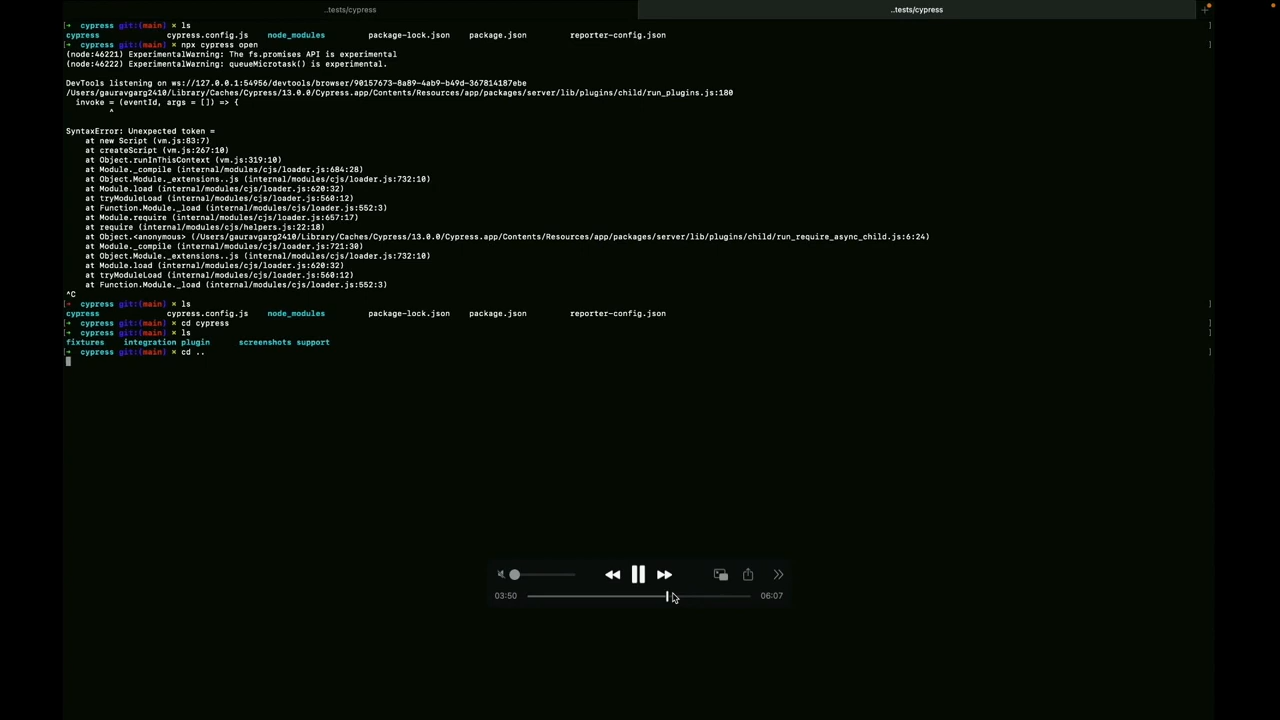 ..tests/cypress ..tests/cypress +
[➜ cypress git:(main) × ls ]
cypress cypress.config.js node_modules package-lock.json package.json reporter-config.json
[➜ cypress git:(main) × npx cypress open ]
(node:46221) ExperimentalWarning: The fs.promises API is experimental
(node:46222) ExperimentalWarning: queueMicrotask() is experimental.
DevTools listening on ws://127.0.0.1:54956/devtools/browser/90157673-8a89-4ab9-b49d-367814187ebe
/Users/gauravgarg2410/Library/Caches/Cypress/13.0.0/Cypress.app/Contents/Resources/app/packages/server/lib/plugins/child/run_plugins.js:180
invoke = (eventId, args = []) => {
^
SyntaxError: Unexpected token =
at new Script (vm.js:83:7)
at createScript (vm.js:267:10)
at Object.runInThisContext (vm.js:319:10)
at Module._compile (internal/modules/cjs/loader.js:684:28)
at Object.Module._extensions..js (internal/modules/cjs/loader.js:732:10)
at Module.load (internal/modules/cjs/loader.js:620:32)
at tryModuleLoad (internal/modules/cjs/loader.js:560:12)
at Function.Module._load (internal/modules/cjs/loader.js:552:3)
at Module.require (internal/modules/cjs/loader.js:657:17)
at require (internal/modules/cjs/helpers.js:22:18)
at Object.<anonymous> (/Users/gauravgarg2410/Library/Caches/Cypress/13.0.0/Cypress.app/Contents/Resources/app/packages/server/lib/plugins/child/run_require_async_child.js:6:24)
at Module._compile (internal/modules/cjs/loader.js:721:30)
at Object.Module._extensions..js (internal/modules/cjs/loader.js:732:10)
at Module.load (internal/modules/cjs/loader.js:620:32)
at tryModuleLoad (internal/modules/cjs/loader.js:560:12)
at Function.Module._load (internal/modules/cjs/loader.js:552:3)
^C
[➜ cypress git:(main) × ls ]
cypress cypress.config.js node_modules package-lock.json package.json reporter-config.json
[➜ cypress git:(main) × cd cypress ]
[➜ cypress git:(main) × ls ]
fixtures integration plugin screenshots support
[➜ cypress git:(main) × cd .. ]
03:50 06:07